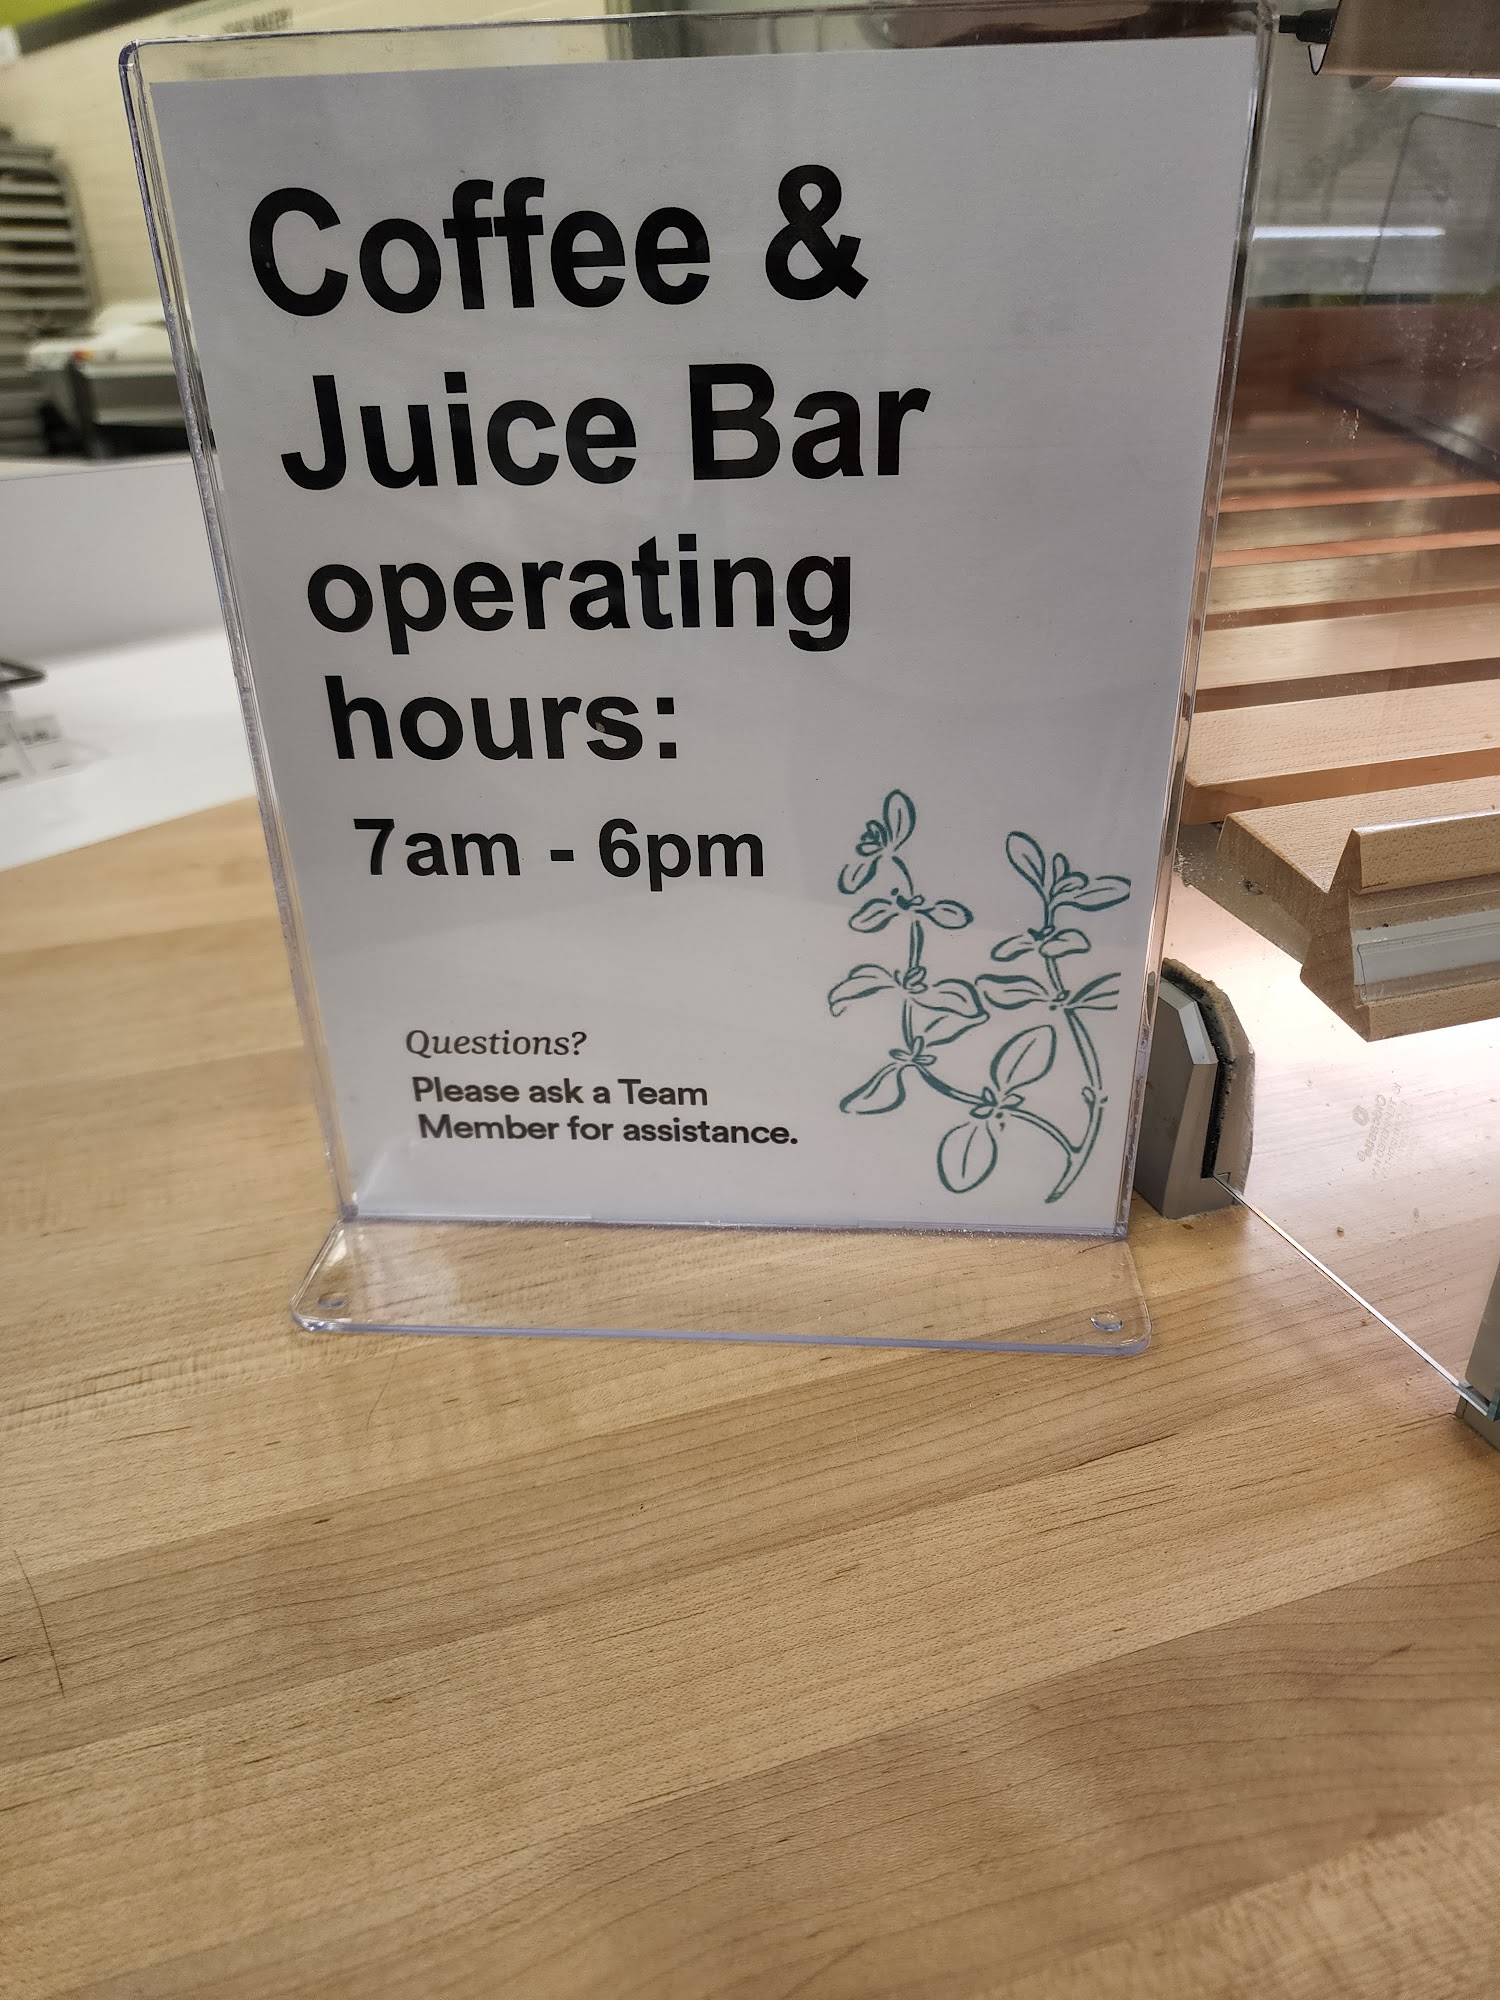 Coffee &
Juice Bar
operating
hours:
7am - 6pm
Questions?
Please ask a Team
Member for assistance.